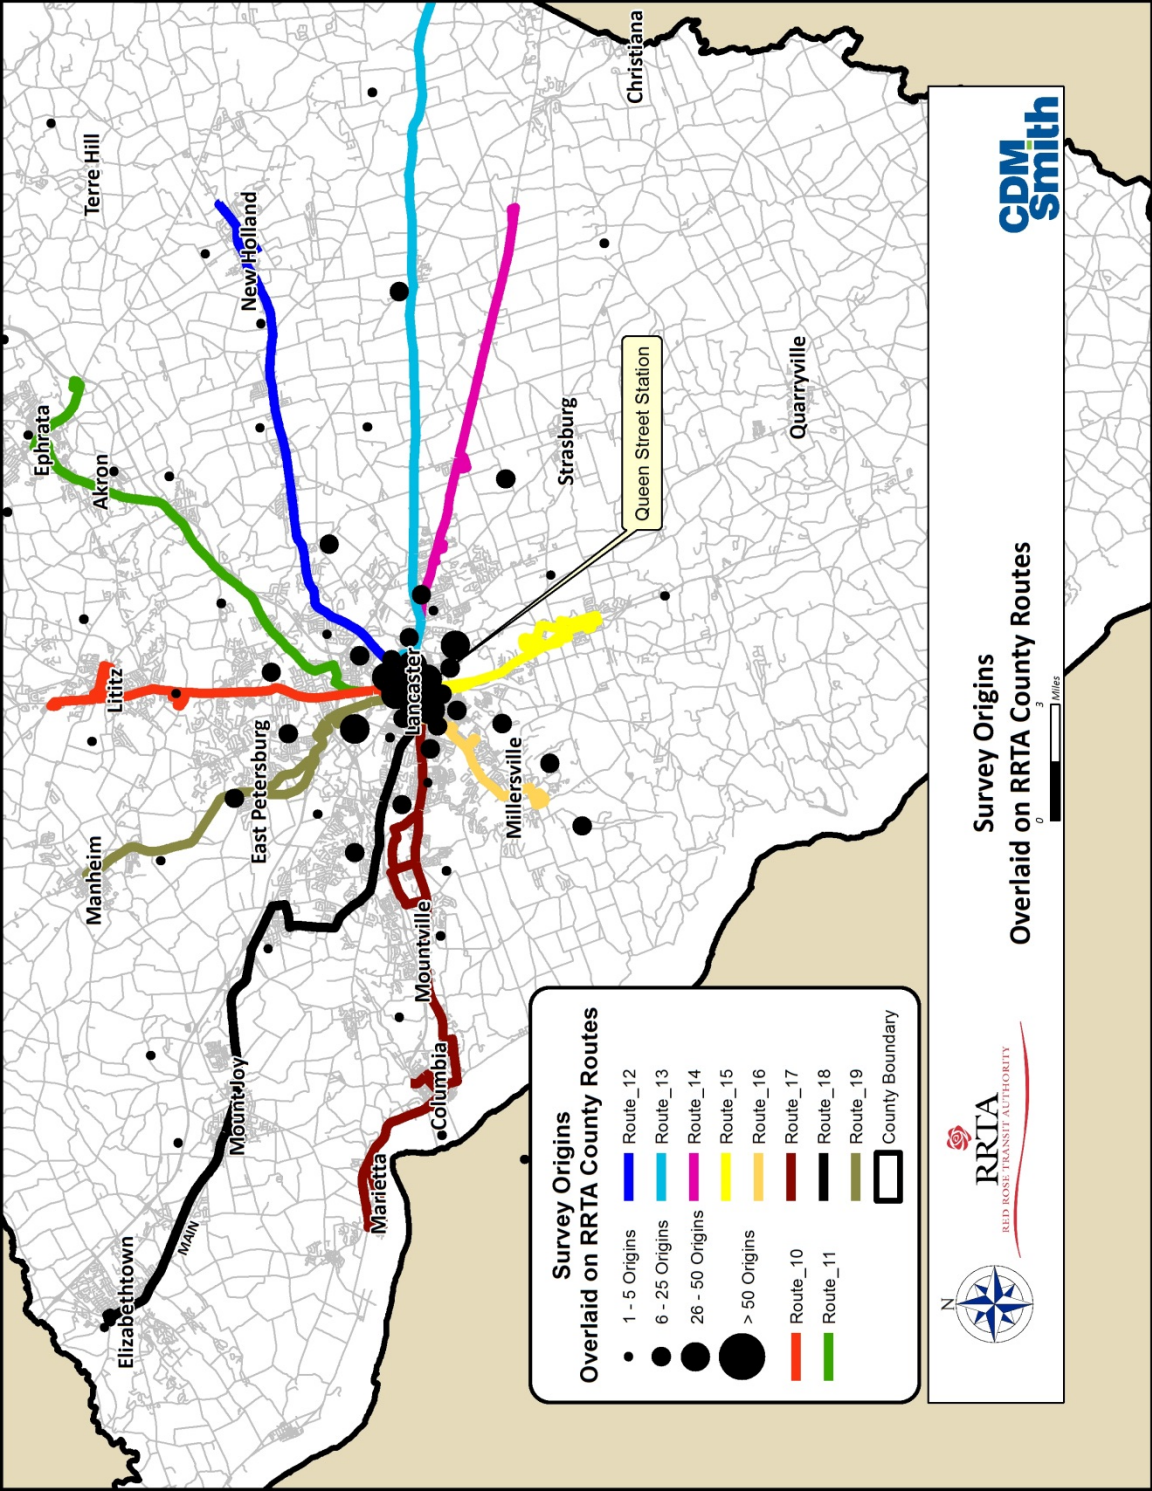 Elizabethtown
MAIN
Mount Joy
Marietta
Columbia
Mountville
Manheim
East Petersburg
Millersville
Lititz
Lancaster
Ephrata
Akron
New Holland
Terre Hill
Strasburg
Queen Street Station
Quarryville
Christiana
Survey Origins
Overlaid on RRTA County Routes
1 - 5 Origins
6 - 25 Origins
26 - 50 Origins
> 50 Origins
Route_10
Route_11
Route_12
Route_13
Route_14
Route_15
Route_16
Route_17
Route_18
Route_19
County Boundary
N
RRTA
RED ROSE TRANSIT AUTHORITY
Survey Origins
Overlaid on RRTA County Routes
0 3
Miles
CDM
Smith